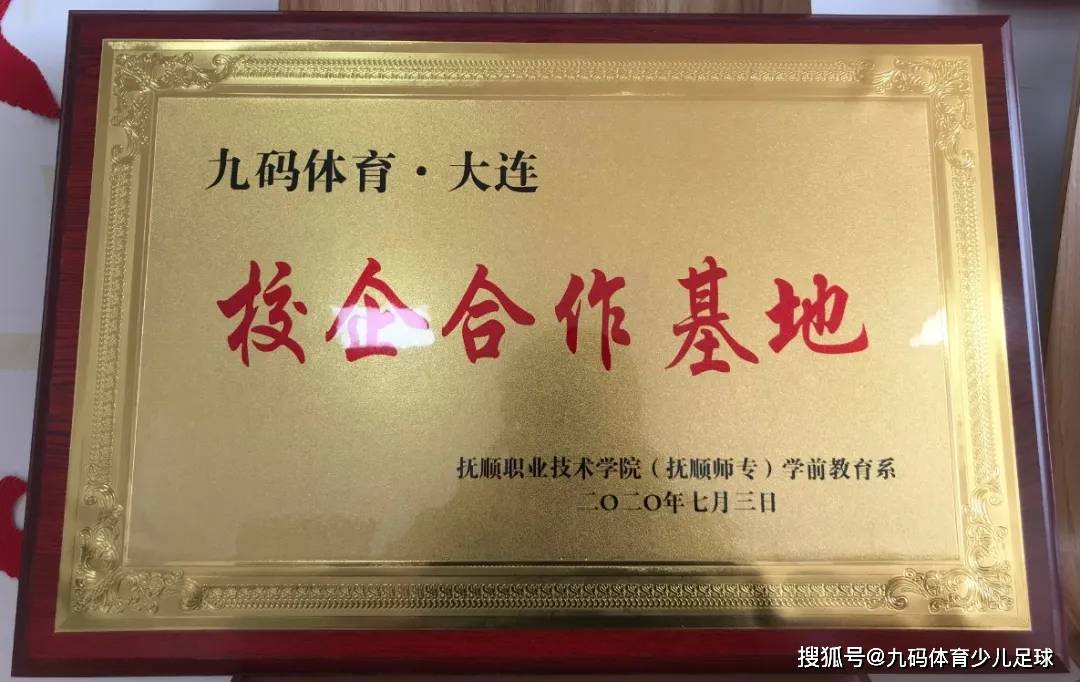 九码体育·大连
校企合作基地
抚顺职业技术学院（抚顺师专）学前教育系
二〇二〇年七月三日
搜狐号@九码体育少儿足球